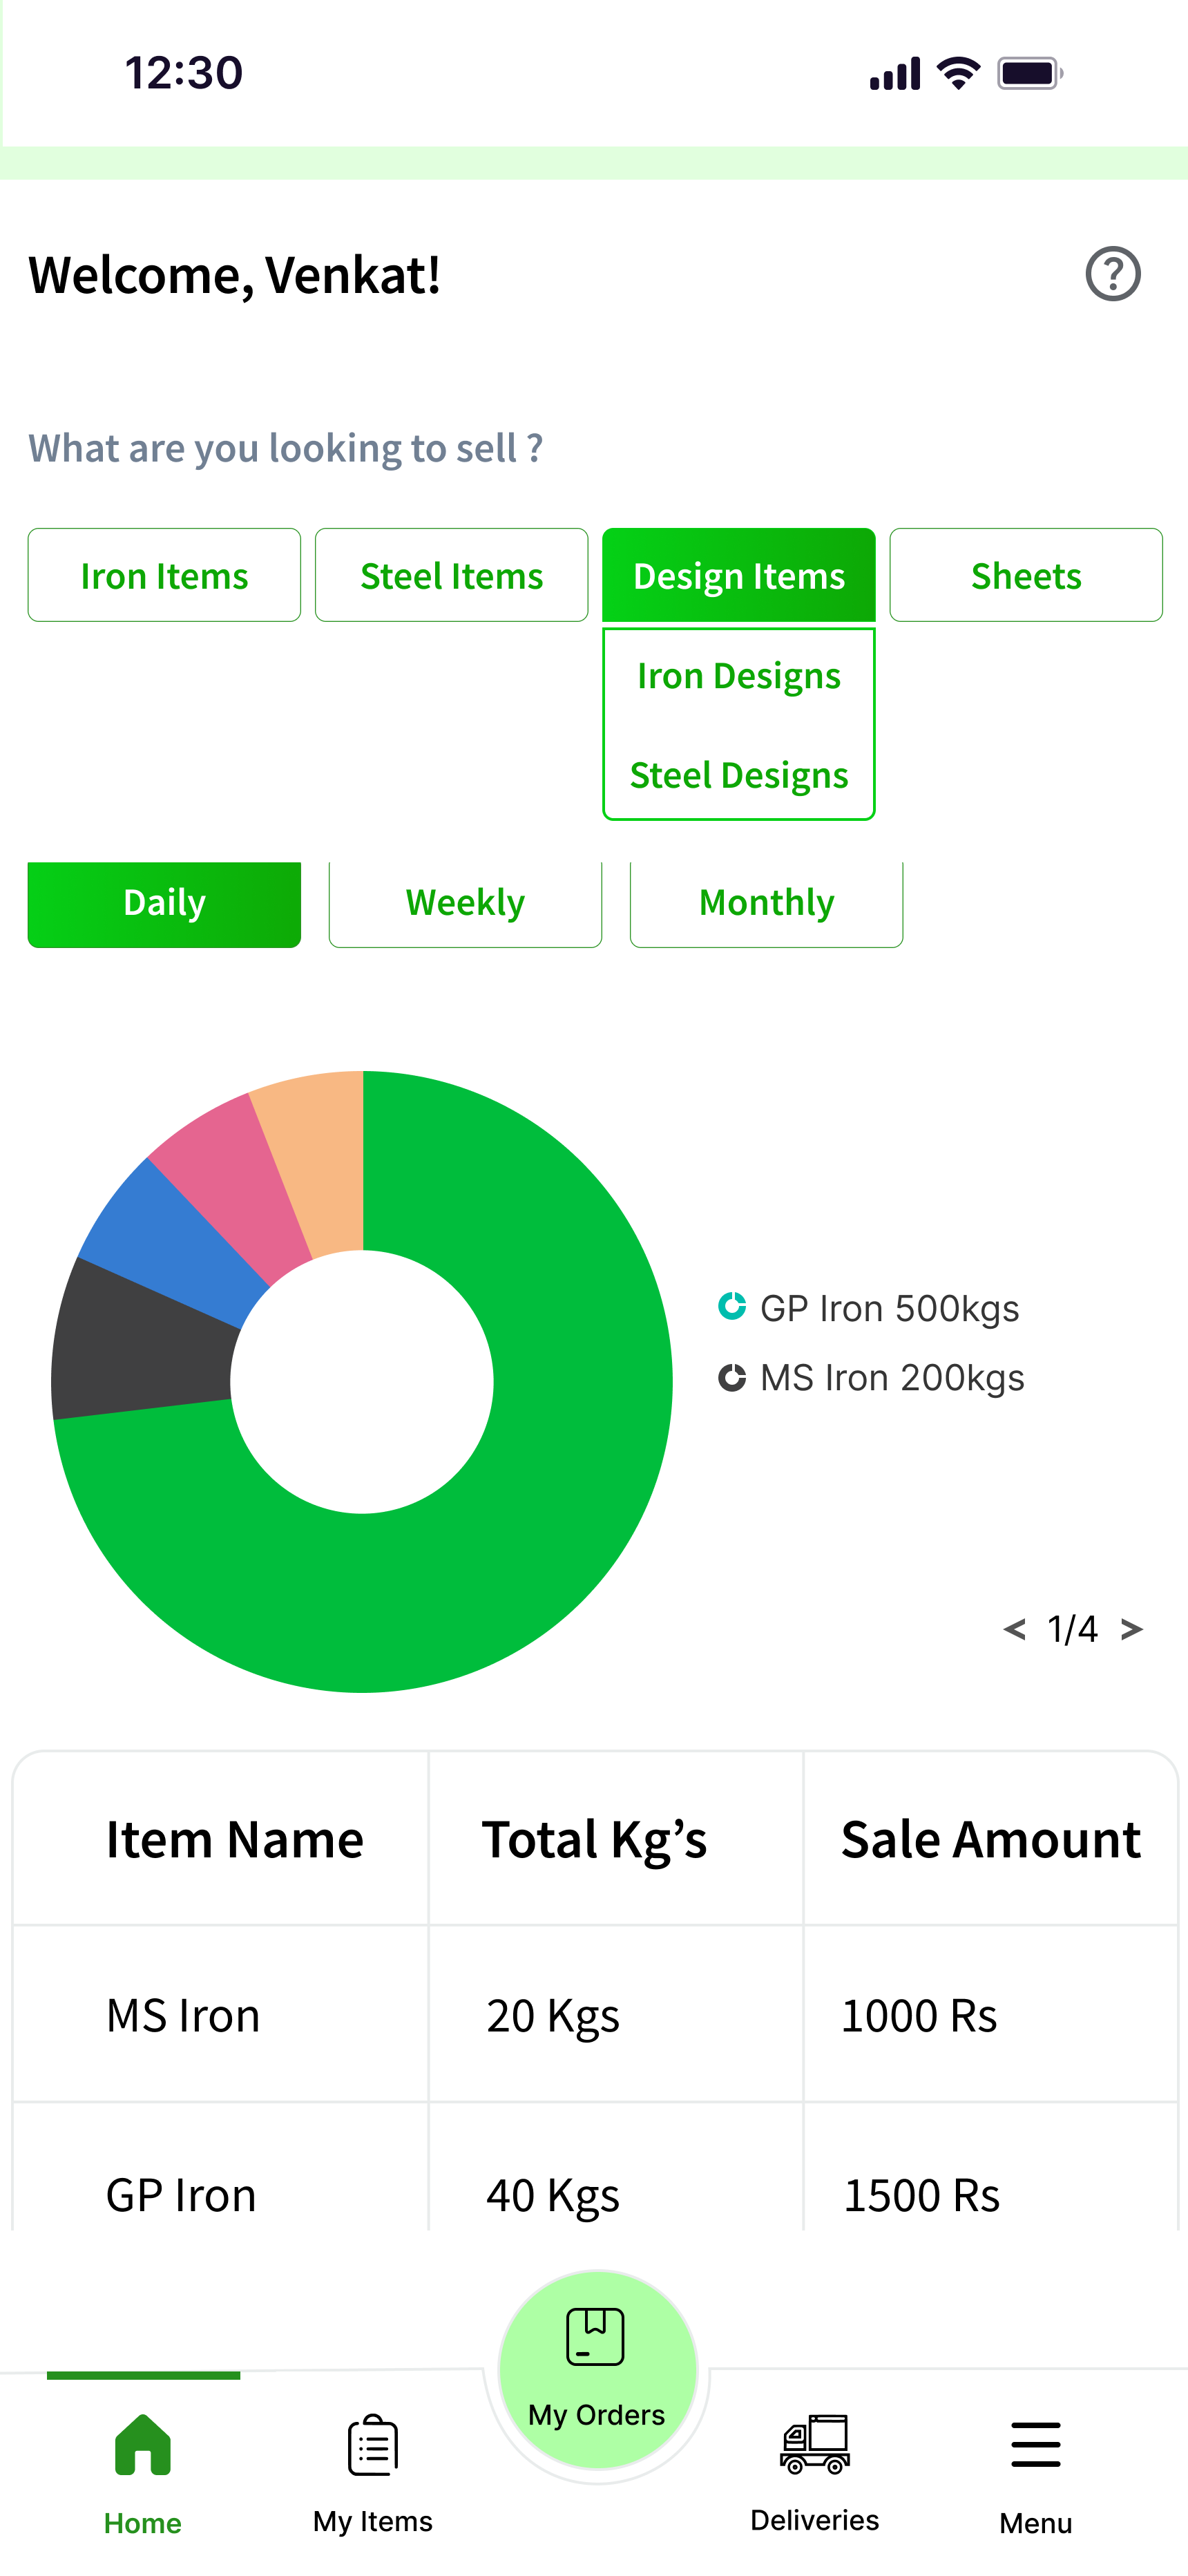 12:30
Welcome, Venkat!
What are you looking to sell ?
Iron Items
Steel Items
Design Items
Sheets
Iron Designs
Steel Designs
Daily
Weekly
Monthly
GP Iron 500kgs
MS Iron 200kgs
< 1/4 >
Item Name
Total Kg’s
Sale Amount
MS Iron
20 Kgs
1000 Rs
GP Iron
40 Kgs
1500 Rs
Home
My Items
My Orders
Deliveries
Menu